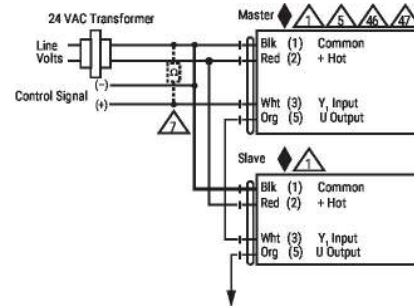 24 VAC Transformer
Line
Volts
Control Signal
(–)
(+)
Ω
7
Master
1
5
46
47
Blk (1) Common
Red (2) + Hot
Wht (3) Y₁ Input
Org (5) U Output
Slave
1
Blk (1) Common
Red (2) + Hot
Wht (3) Y₁ Input
Org (5) U Output